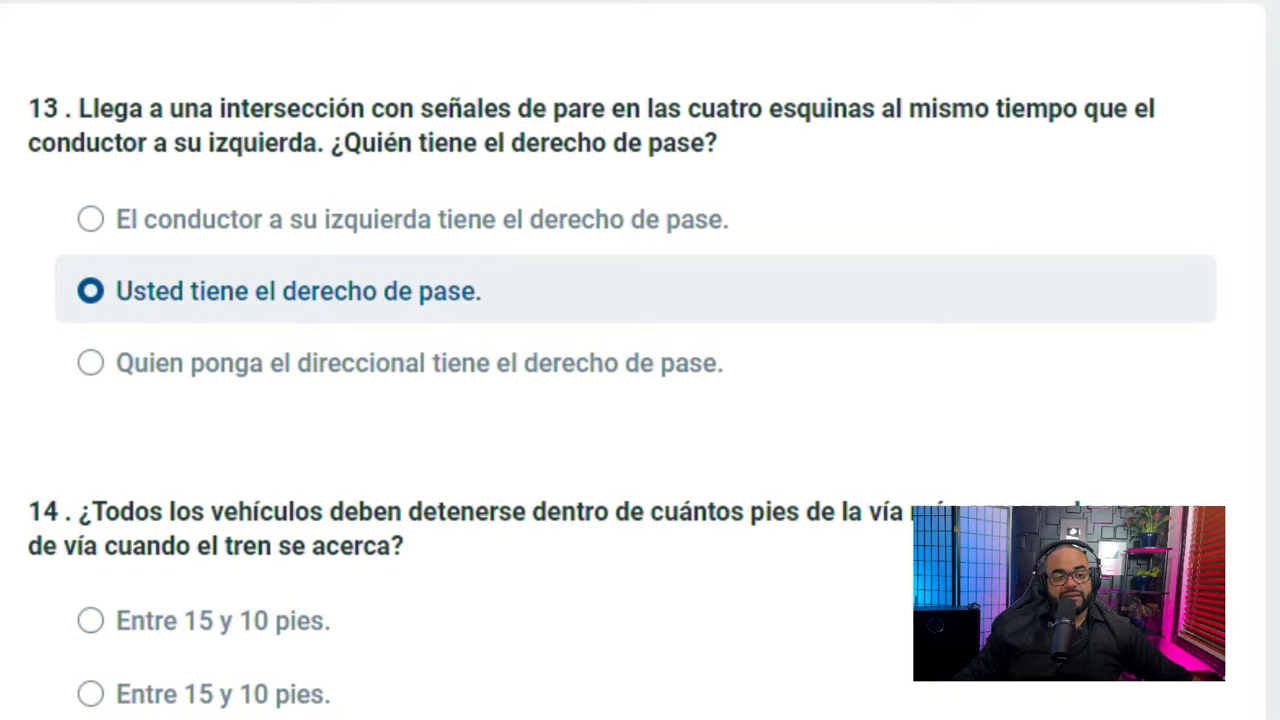 13 . Llega a una intersección con señales de pare en las cuatro esquinas al mismo tiempo que el
conductor a su izquierda. ¿Quién tiene el derecho de pase?
El conductor a su izquierda tiene el derecho de pase.
Usted tiene el derecho de pase.
Quien ponga el direccional tiene el derecho de pase.
14 . ¿Todos los vehículos deben detenerse dentro de cuántos pies de la vía
de vía cuando el tren se acerca?
Entre 15 y 10 pies.
Entre 15 y 10 pies.